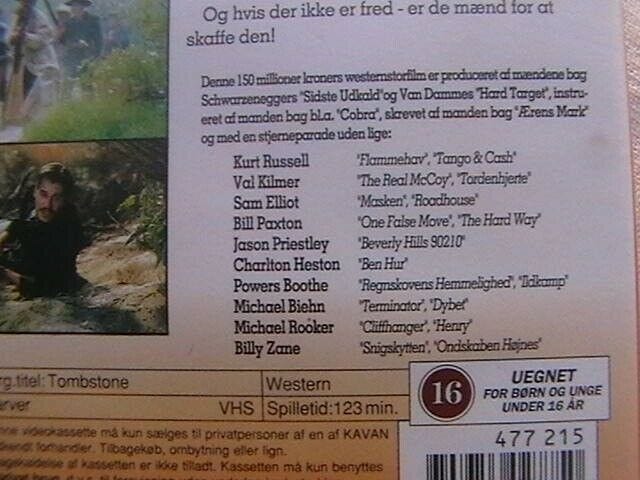 Og hvis der ikke er fred - er de mænd for at
skaffe den!
Denne 150 millioner kroners westernstorfilm er produceret af mændene bag
Schwarzeneggers "Sidste Udkald" og Van Dammes "Hard Target", instru-
eret af manden bag bl.a. "Cobra", skrevet af manden bag "Ærens Mark"
og med en stjerneparade uden lige:
Kurt Russell "Flammehav", "Tango & Cash"
Val Kilmer "The Real McCoy", "Tordenhjerte"
Sam Elliot "Masken", "Roadhouse"
Bill Paxton "One False Move", "The Hard Way"
Jason Priestley "Beverly Hills 90210"
Charlton Heston "Ben Hur"
Powers Boothe "Regnskovens Hemmelighed", "Ildkamp"
Michael Biehn "Terminator", "Dybet"
Michael Rooker "Cliffhanger", "Henry"
Billy Zane "Snigskytten", "Ondskaben Højnes"
rg.titel: Tombstone Western
arver VHS Spilletid: 123 min.
16 UEGNET
FOR BØRN OG UNGE
UNDER 16 ÅR
477 215
nne videokassette må kun sælges til privatpersoner af en af KAVAN
drendt forhandler. Tilbagekøb, ombytning eller lign.
agekøbelse af kassetten er ikke tilladt. Kassetten må kun benyttes